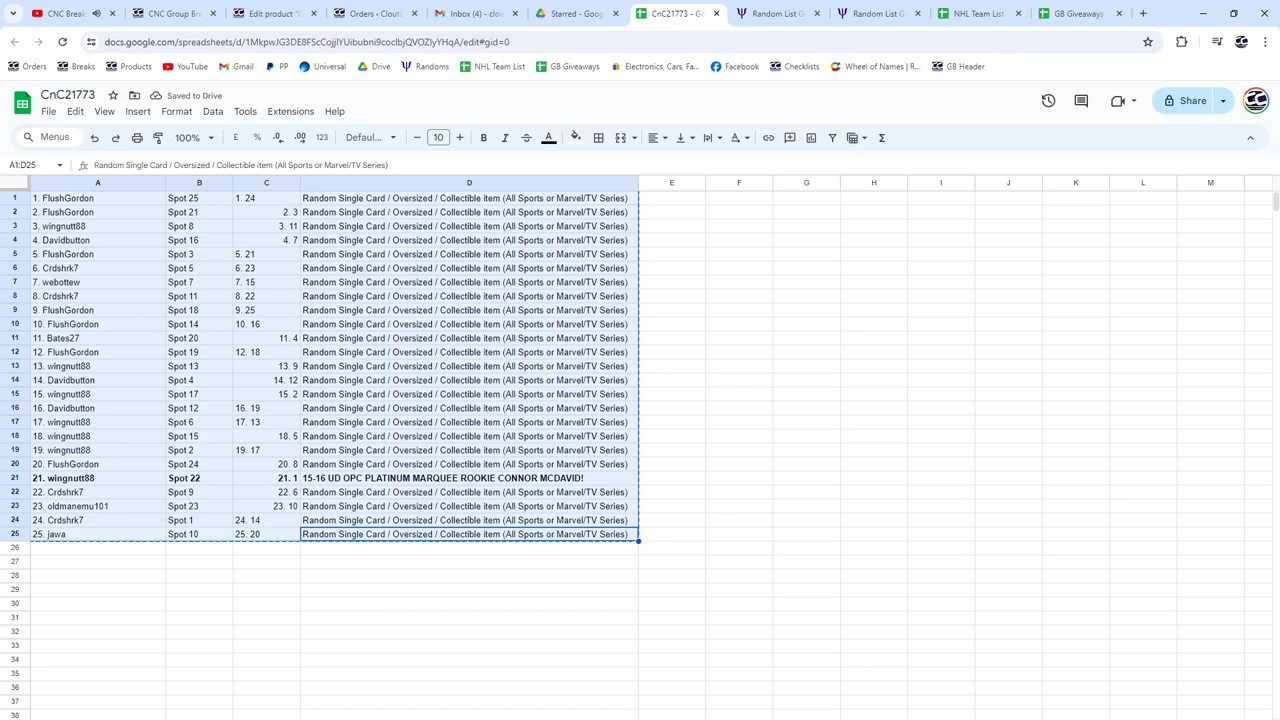 CNC Break
CNC Group Bre
Edit product "C
Orders ‹ Clouts
Inbox (4) - clou
Starred - Goog
CnC21773 - Go
Random List Ge
Random List Ge
NHL Team List
GB Giveaways
docs.google.com/spreadsheets/d/
Orders
Breaks
Products
YouTube
Gmail
PP
Universal
Drive
Randoms
NHL Team List
GB Giveaways
Electronics, Cars, Fa...
Facebook
Checklists
Wheel of Names | R...
GB Header
CnC21773
Saved to Drive
File Edit View Insert Format Data Tools Extensions Help
Share
Menus 100% £ % .0 .00 123 Defaul... 10 B I A
A1:D25 Random Single Card / Oversized / Collectible item (All Sports or Marvel/TV Series)
A B C D E F G H I J K L M
1 1. FlushGordon Spot 25 1. 24 Random Single Card / Oversized / Collectible item (All Sports or Marvel/TV Series)
2 2. FlushGordon Spot 21 2. 3 Random Single Card / Oversized / Collectible item (All Sports or Marvel/TV Series)
3 3. wingnutt88 Spot 8 3. 11 Random Single Card / Oversized / Collectible item (All Sports or Marvel/TV Series)
4 4. Davidbutton Spot 16 4. 7 Random Single Card / Oversized / Collectible item (All Sports or Marvel/TV Series)
5 5. FlushGordon Spot 3 5. 21 Random Single Card / Oversized / Collectible item (All Sports or Marvel/TV Series)
6 6. Crdshrk7 Spot 5 6. 23 Random Single Card / Oversized / Collectible item (All Sports or Marvel/TV Series)
7 7. webottew Spot 7 7. 15 Random Single Card / Oversized / Collectible item (All Sports or Marvel/TV Series)
8 8. Crdshrk7 Spot 11 8. 22 Random Single Card / Oversized / Collectible item (All Sports or Marvel/TV Series)
9 9. FlushGordon Spot 18 9. 25 Random Single Card / Oversized / Collectible item (All Sports or Marvel/TV Series)
10 10. FlushGordon Spot 14 10. 16 Random Single Card / Oversized / Collectible item (All Sports or Marvel/TV Series)
11 11. Bates27 Spot 20 11. 4 Random Single Card / Oversized / Collectible item (All Sports or Marvel/TV Series)
12 12. FlushGordon Spot 19 12. 18 Random Single Card / Oversized / Collectible item (All Sports or Marvel/TV Series)
13 13. wingnutt88 Spot 13 13. 9 Random Single Card / Oversized / Collectible item (All Sports or Marvel/TV Series)
14 14. Davidbutton Spot 4 14. 12 Random Single Card / Oversized / Collectible item (All Sports or Marvel/TV Series)
15 15. wingnutt88 Spot 17 15. 2 Random Single Card / Oversized / Collectible item (All Sports or Marvel/TV Series)
16 16. Davidbutton Spot 12 16. 19 Random Single Card / Oversized / Collectible item (All Sports or Marvel/TV Series)
17 17. wingnutt88 Spot 6 17. 13 Random Single Card / Oversized / Collectible item (All Sports or Marvel/TV Series)
18 18. wingnutt88 Spot 15 18. 5 Random Single Card / Oversized / Collectible item (All Sports or Marvel/TV Series)
19 19. wingnutt88 Spot 2 19. 17 Random Single Card / Oversized / Collectible item (All Sports or Marvel/TV Series)
20 20. FlushGordon Spot 24 20. 8 Random Single Card / Oversized / Collectible item (All Sports or Marvel/TV Series)
21 21. wingnutt88 Spot 22 21. 1 15-16 UD OPC PLATINUM MARQUEE ROOKIE CONNOR MCDAVID!
22 22. Crdshrk7 Spot 9 22. 6 Random Single Card / Oversized / Collectible item (All Sports or Marvel/TV Series)
23 23. oldmanemu101 Spot 23 23. 10 Random Single Card / Oversized / Collectible item (All Sports or Marvel/TV Series)
24 24. Crdshrk7 Spot 1 24. 14 Random Single Card / Oversized / Collectible item (All Sports or Marvel/TV Series)
25 25. jawa Spot 10 25. 20 Random Single Card / Oversized / Collectible item (All Sports or Marvel/TV Series)
26
27
28
29
30
31
32
33
34
35
36
37
38